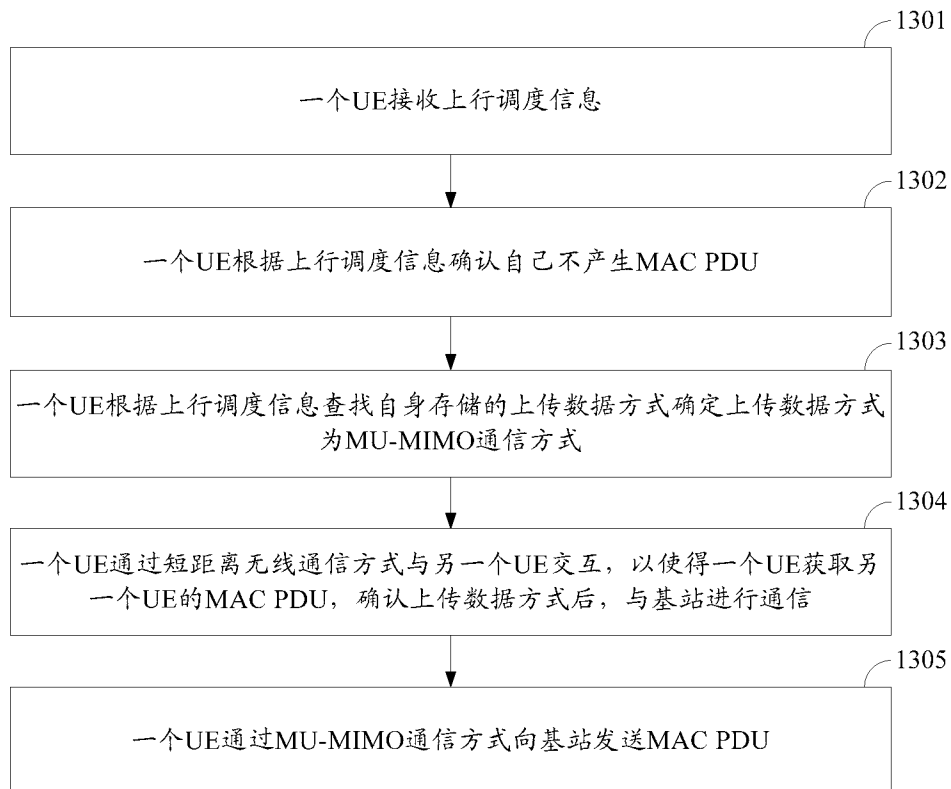 1301
一个UE接收上行调度信息
1302
一个UE根据上行调度信息确认自己不产生MAC PDU
1303
一个UE根据上行调度信息查找自身存储的上传数据方式确定上传数据方式
为MU-MIMO通信方式
1304
一个UE通过短距离无线通信方式与另一个UE交互，以使得一个UE获取另
一个UE的MAC PDU，确认上传数据方式后，与基站进行通信
1305
一个UE通过MU-MIMO通信方式向基站发送MAC PDU